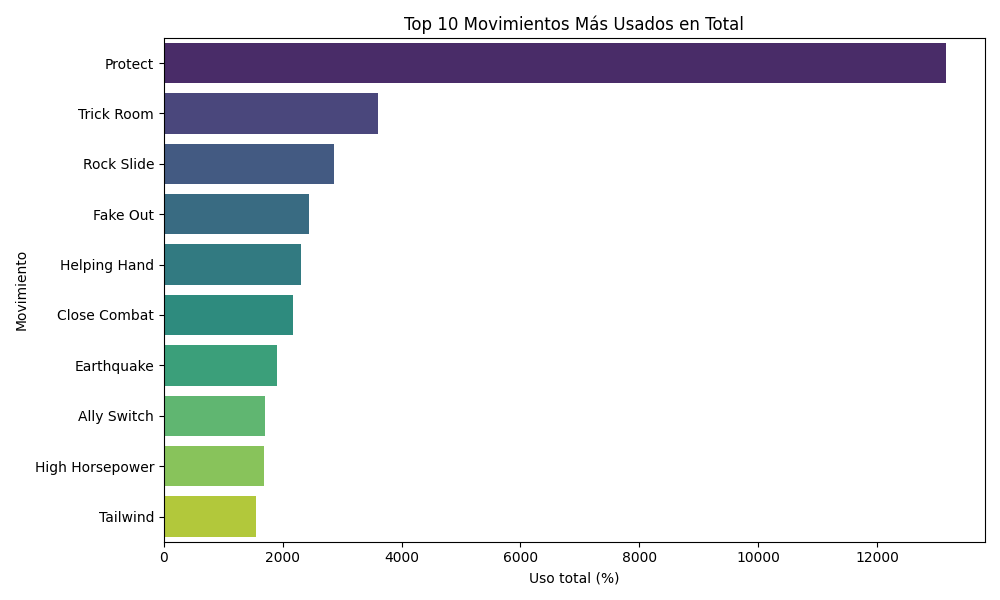 Top 10 Movimientos Más Usados en Total
Movimiento
Protect
Trick Room
Rock Slide
Fake Out
Helping Hand
Close Combat
Earthquake
Ally Switch
High Horsepower
Tailwind
0 2000 4000 6000 8000 10000 12000
Uso total (%)